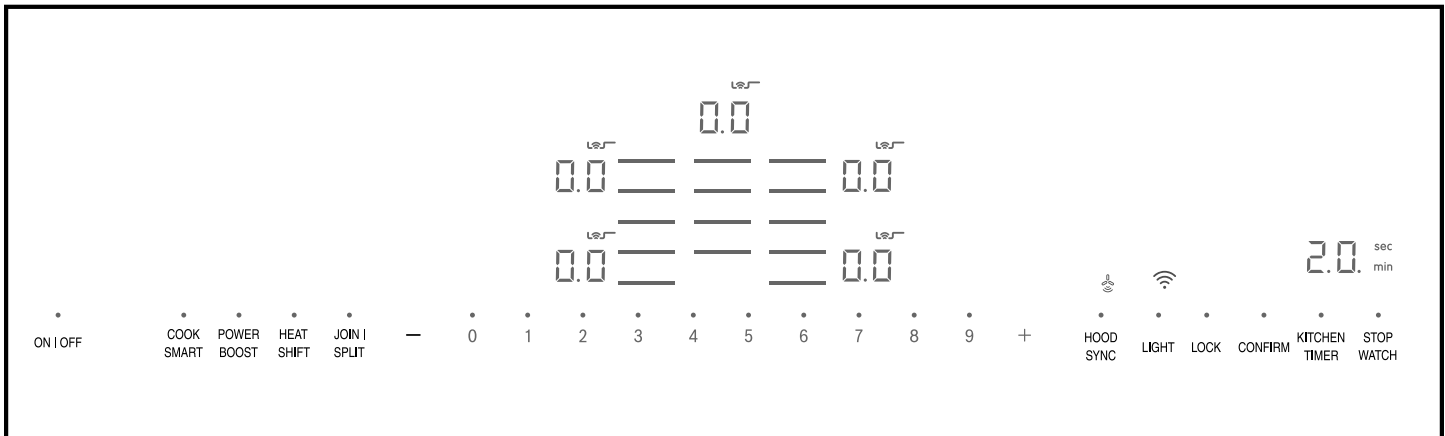 0.0
0.0 0.0
0.0 0.0
2.0. sec
min
ON | OFF
COOK
SMART
POWER
BOOST
HEAT
SHIFT
JOIN |
SPLIT
− 0 1 2 3 4 5 6 7 8 9 +
HOOD
SYNC
LIGHT
LOCK
CONFIRM
KITCHEN
TIMER
STOP
WATCH